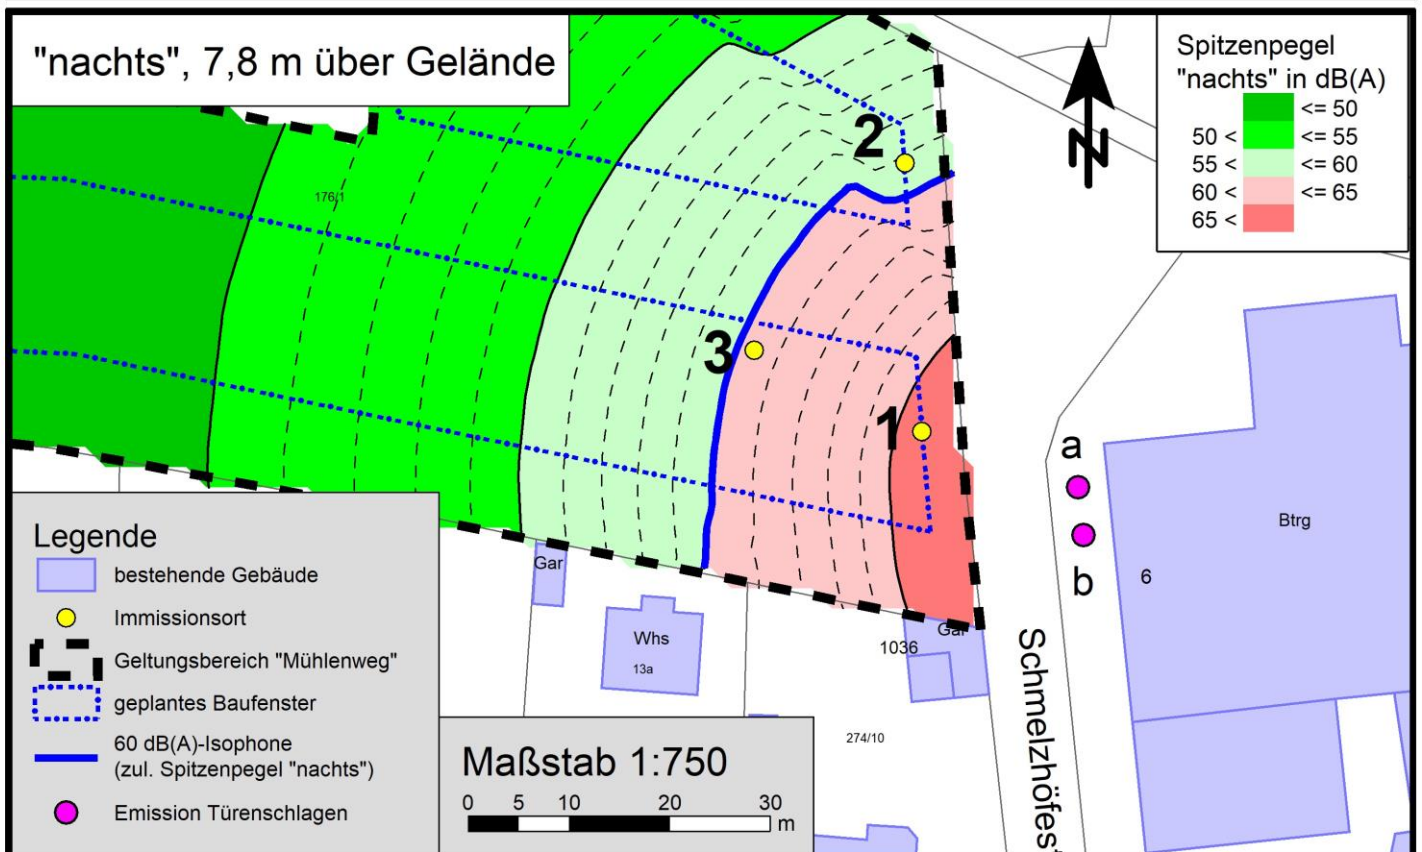 "nachts", 7,8 m über Gelände
Spitzenpegel
"nachts" in dB(A)
<= 50
50 < <= 55
55 < <= 60
60 < <= 65
65 <
N
2
176/1
3
1
a
b
Btrg
6
Gar
Whs
13a
Gar
1036
274/10
Legende
bestehende Gebäude
Immissionsort
Geltungsbereich "Mühlenweg"
geplantes Baufenster
60 dB(A)-Isophone
(zul. Spitzenpegel "nachts")
Emission Türenschlagen
Maßstab 1:750
0 5 10 20 30
m